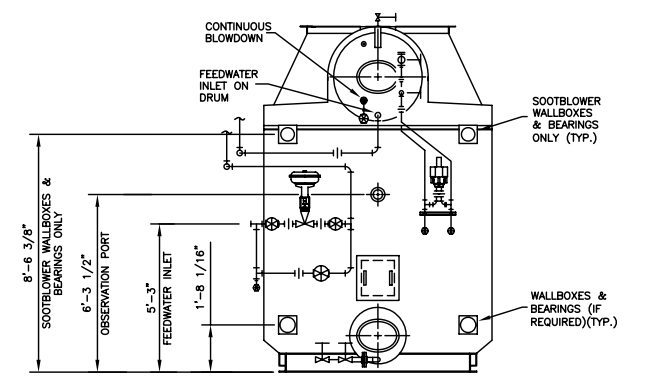 CONTINUOUS
BLOWDOWN
FEEDWATER
INLET ON
DRUM
SOOTBLOWER
WALLBOXES
& BEARINGS
ONLY (TYP.)
8'-6 3/8"
SOOTBLOWER WALLBOXES &
BEARINGS ONLY
6'-3 1/2"
OBSERVATION PORT
5'-3"
FEEDWATER INLET
1'-8 1/16"
WALLBOXES &
BEARINGS (IF
REQUIRED)(TYP.)